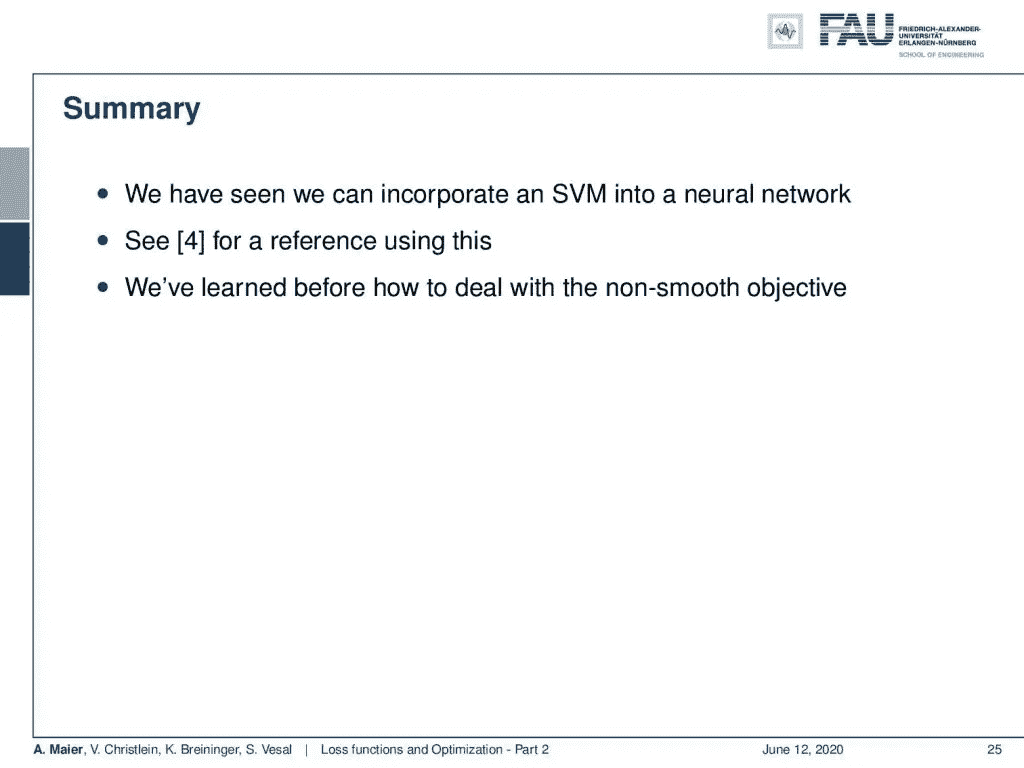 FAU
FRIEDRICH-ALEXANDER-
UNIVERSITÄT
ERLANGEN-NÜRNBERG
SCHOOL OF ENGINEERING
Summary
• We have seen we can incorporate an SVM into a neural network
• See [4] for a reference using this
• We've learned before how to deal with the non-smooth objective
A. Maier, V. Christlein, K. Breininger, S. Vesal | Loss functions and Optimization - Part 2 June 12, 2020 25